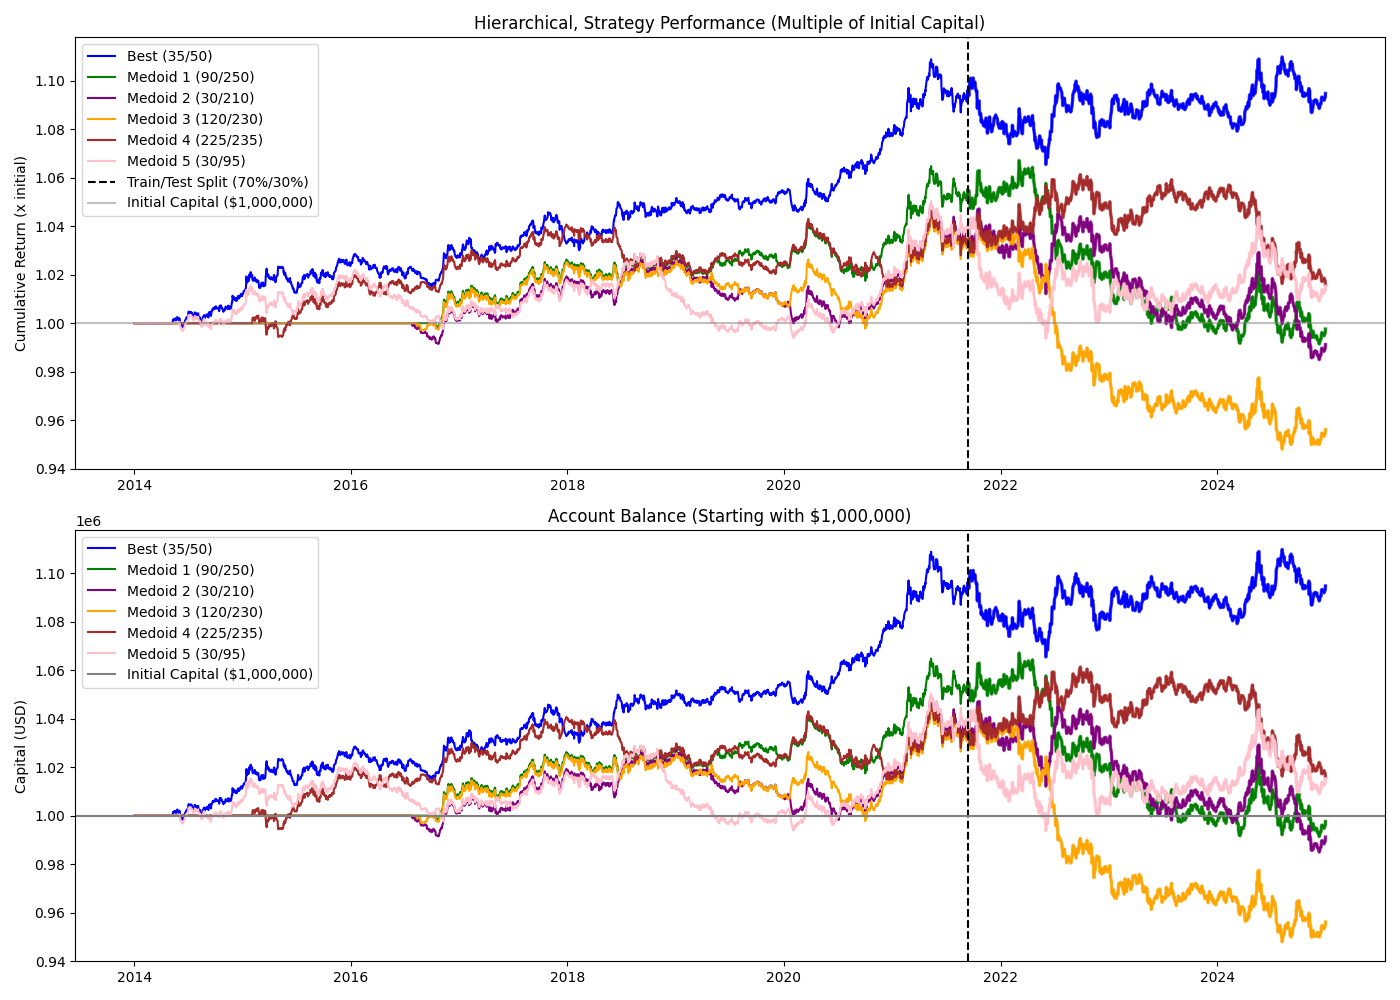 Hierarchical, Strategy Performance (Multiple of Initial Capital)
Cumulative Return (x initial)
1.10
1.08
1.06
1.04
1.02
1.00
0.98
0.96
0.94
Best (35/50)
Medoid 1 (90/250)
Medoid 2 (30/210)
Medoid 3 (120/230)
Medoid 4 (225/235)
Medoid 5 (30/95)
Train/Test Split (70%/30%)
Initial Capital ($1,000,000)
2014 2016 2018 2020 2022 2024
1e6
Account Balance (Starting with $1,000,000)
Capital (USD)
1.10
1.08
1.06
1.04
1.02
1.00
0.98
0.96
0.94
Best (35/50)
Medoid 1 (90/250)
Medoid 2 (30/210)
Medoid 3 (120/230)
Medoid 4 (225/235)
Medoid 5 (30/95)
Initial Capital ($1,000,000)
2014 2016 2018 2020 2022 2024